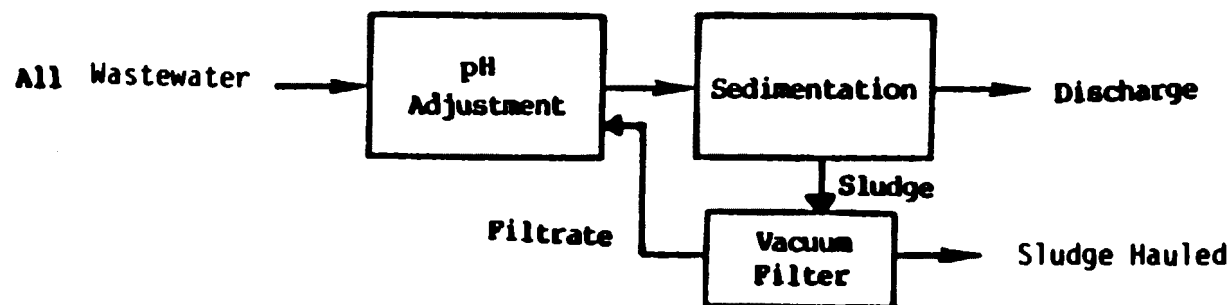 All Wastewater
pH
Adjustment
Sedimentation
Discharge
Sludge
Filtrate
Vacuum
Filter
Sludge Hauled